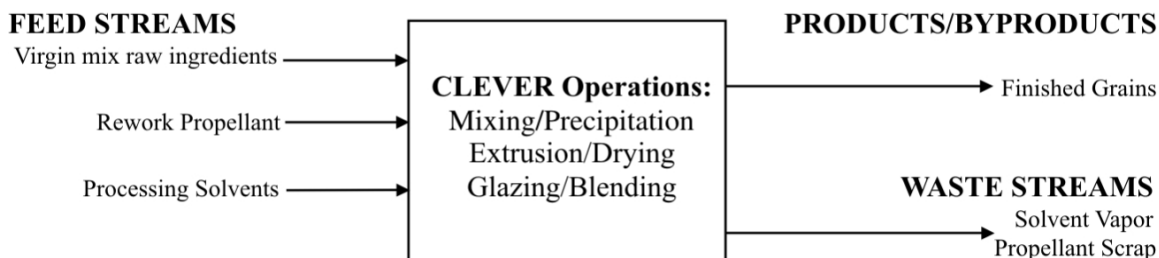 FEED STREAMS
Virgin mix raw ingredients
Rework Propellant
Processing Solvents
CLEVER Operations:
Mixing/Precipitation
Extrusion/Drying
Glazing/Blending
PRODUCTS/BYPRODUCTS
Finished Grains
WASTE STREAMS
Solvent Vapor
Propellant Scrap